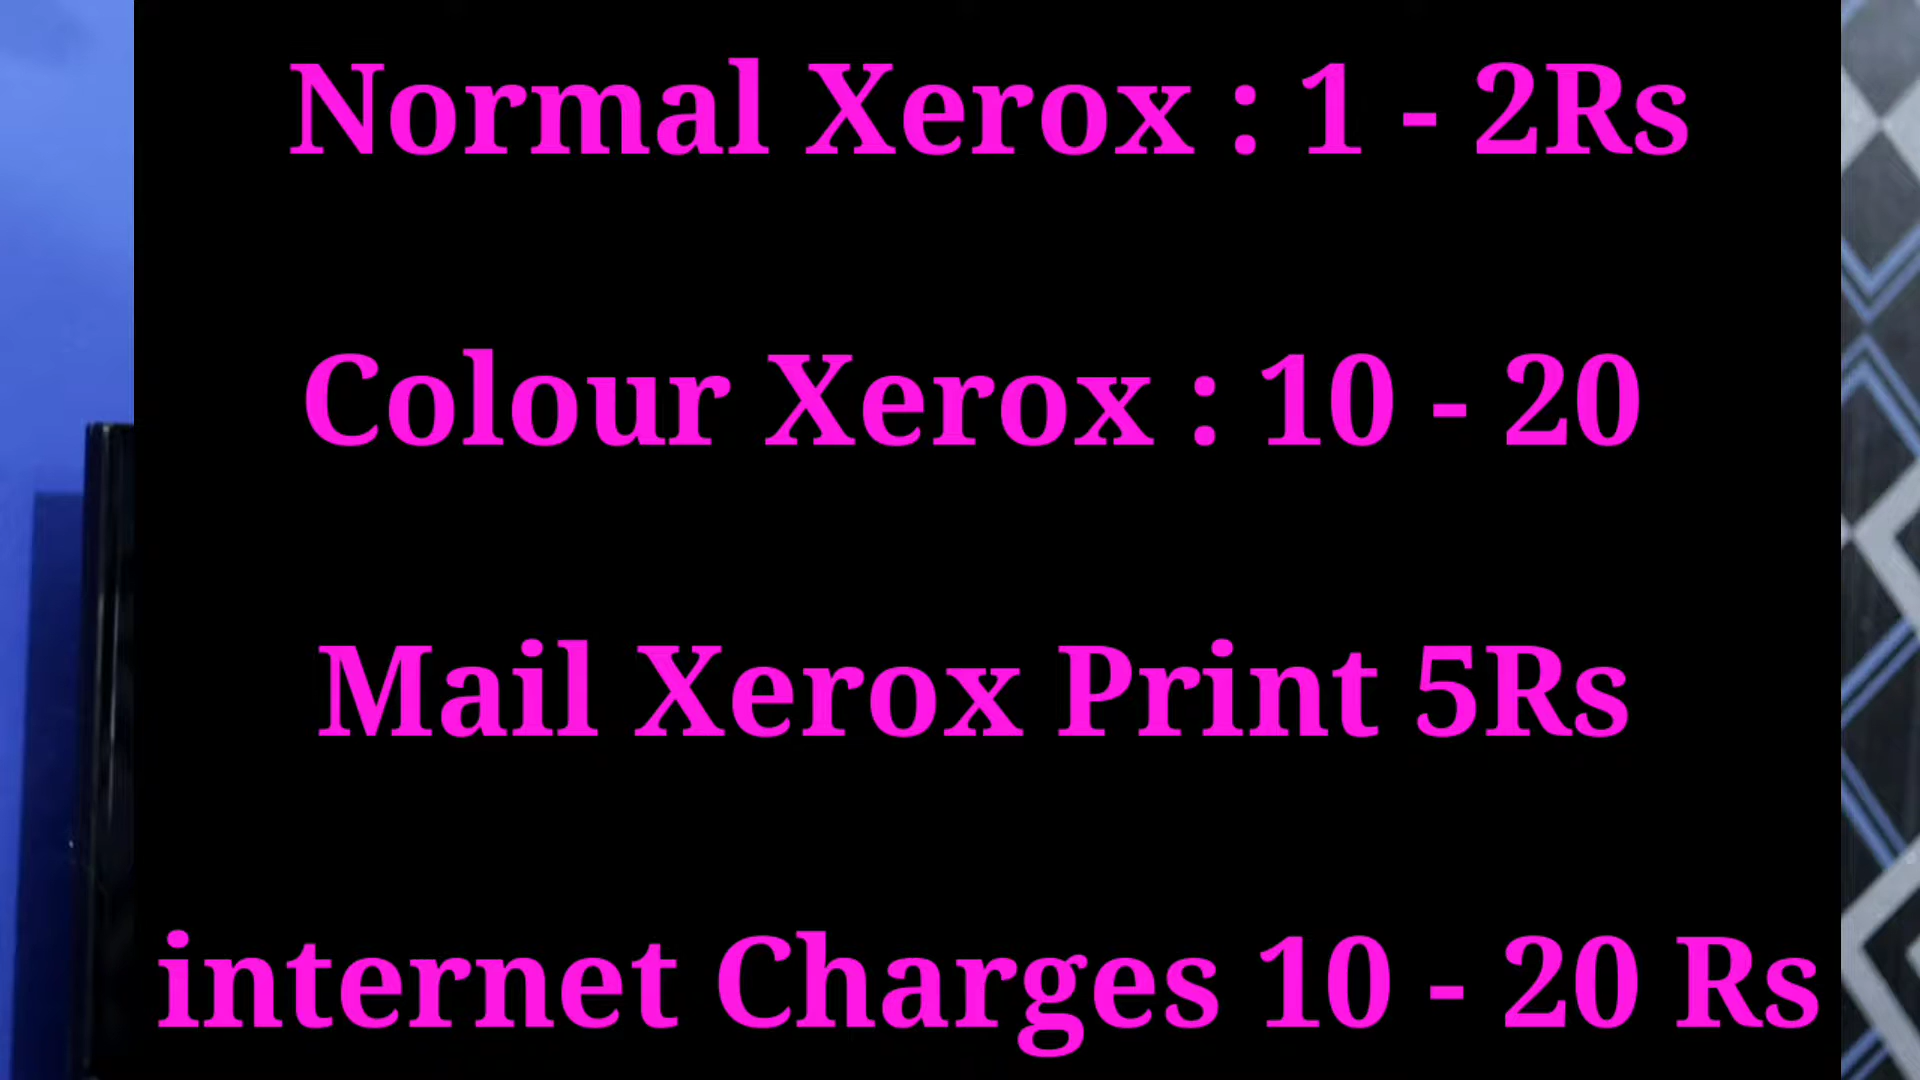 Normal Xerox : 1 - 2Rs
Colour Xerox : 10 - 20
Mail Xerox Print 5Rs
internet Charges 10 - 20 Rs